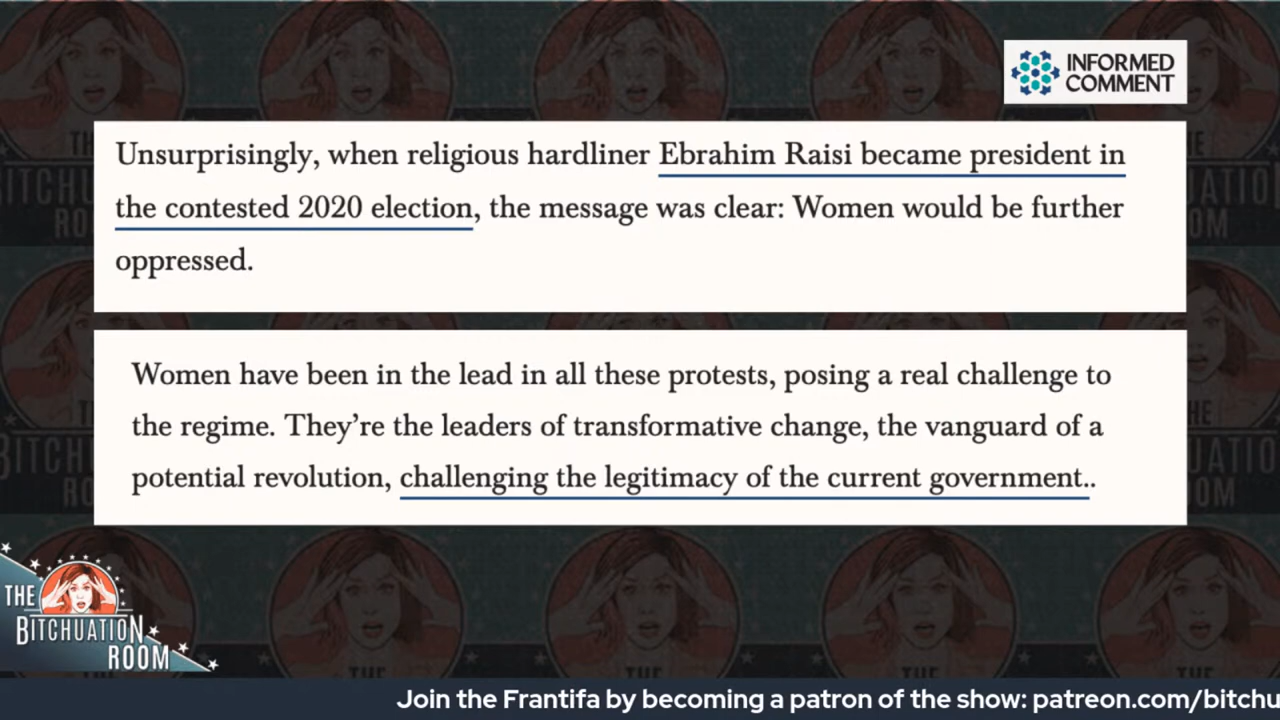 INFORMED
COMMENT
Unsurprisingly, when religious hardliner Ebrahim Raisi became president in
the contested 2020 election, the message was clear: Women would be further
oppressed.
Women have been in the lead in all these protests, posing a real challenge to
the regime. They’re the leaders of transformative change, the vanguard of a
potential revolution, challenging the legitimacy of the current government..
THE
BITCHUATION
ROOM
Join the Frantifa by becoming a patron of the show: patreon.com/bitchu